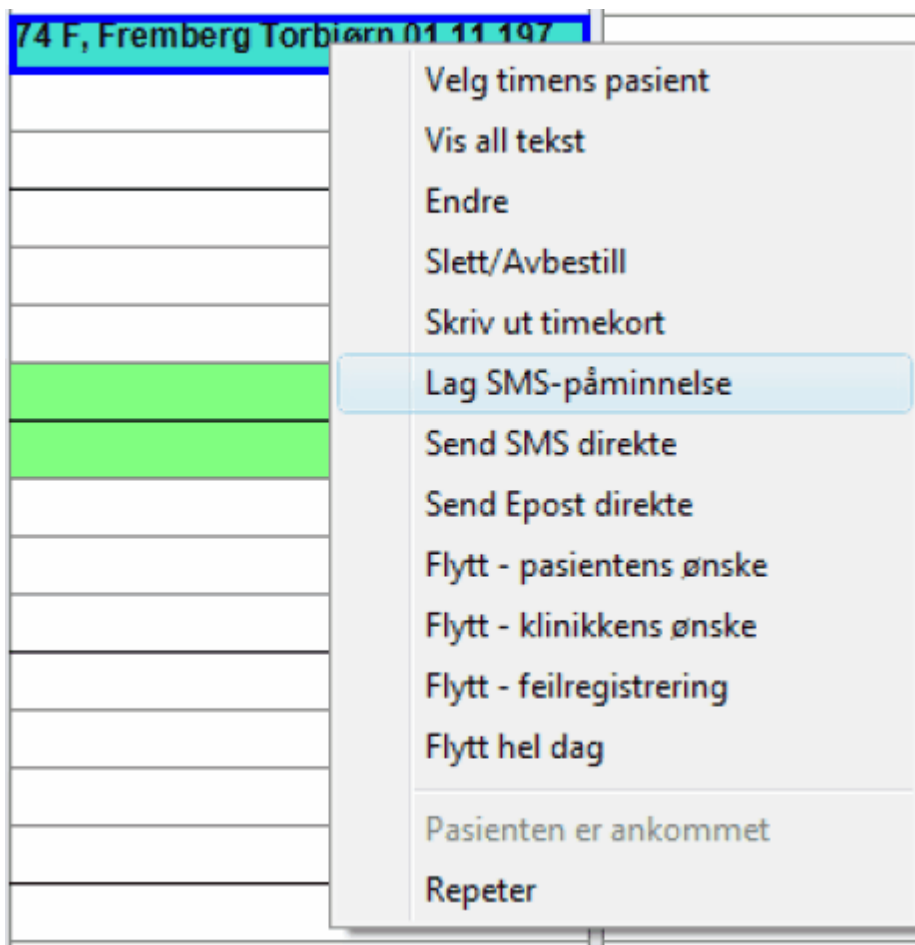 74 F, Fremberg Torbjørn 01 11 197
Velg timens pasient
Vis all tekst
Endre
Slett/Avbestill
Skriv ut timekort
Lag SMS-påminnelse
Send SMS direkte
Send Epost direkte
Flytt - pasientens ønske
Flytt - klinikkens ønske
Flytt - feilregistrering
Flytt hel dag
Pasienten er ankommet
Repeter